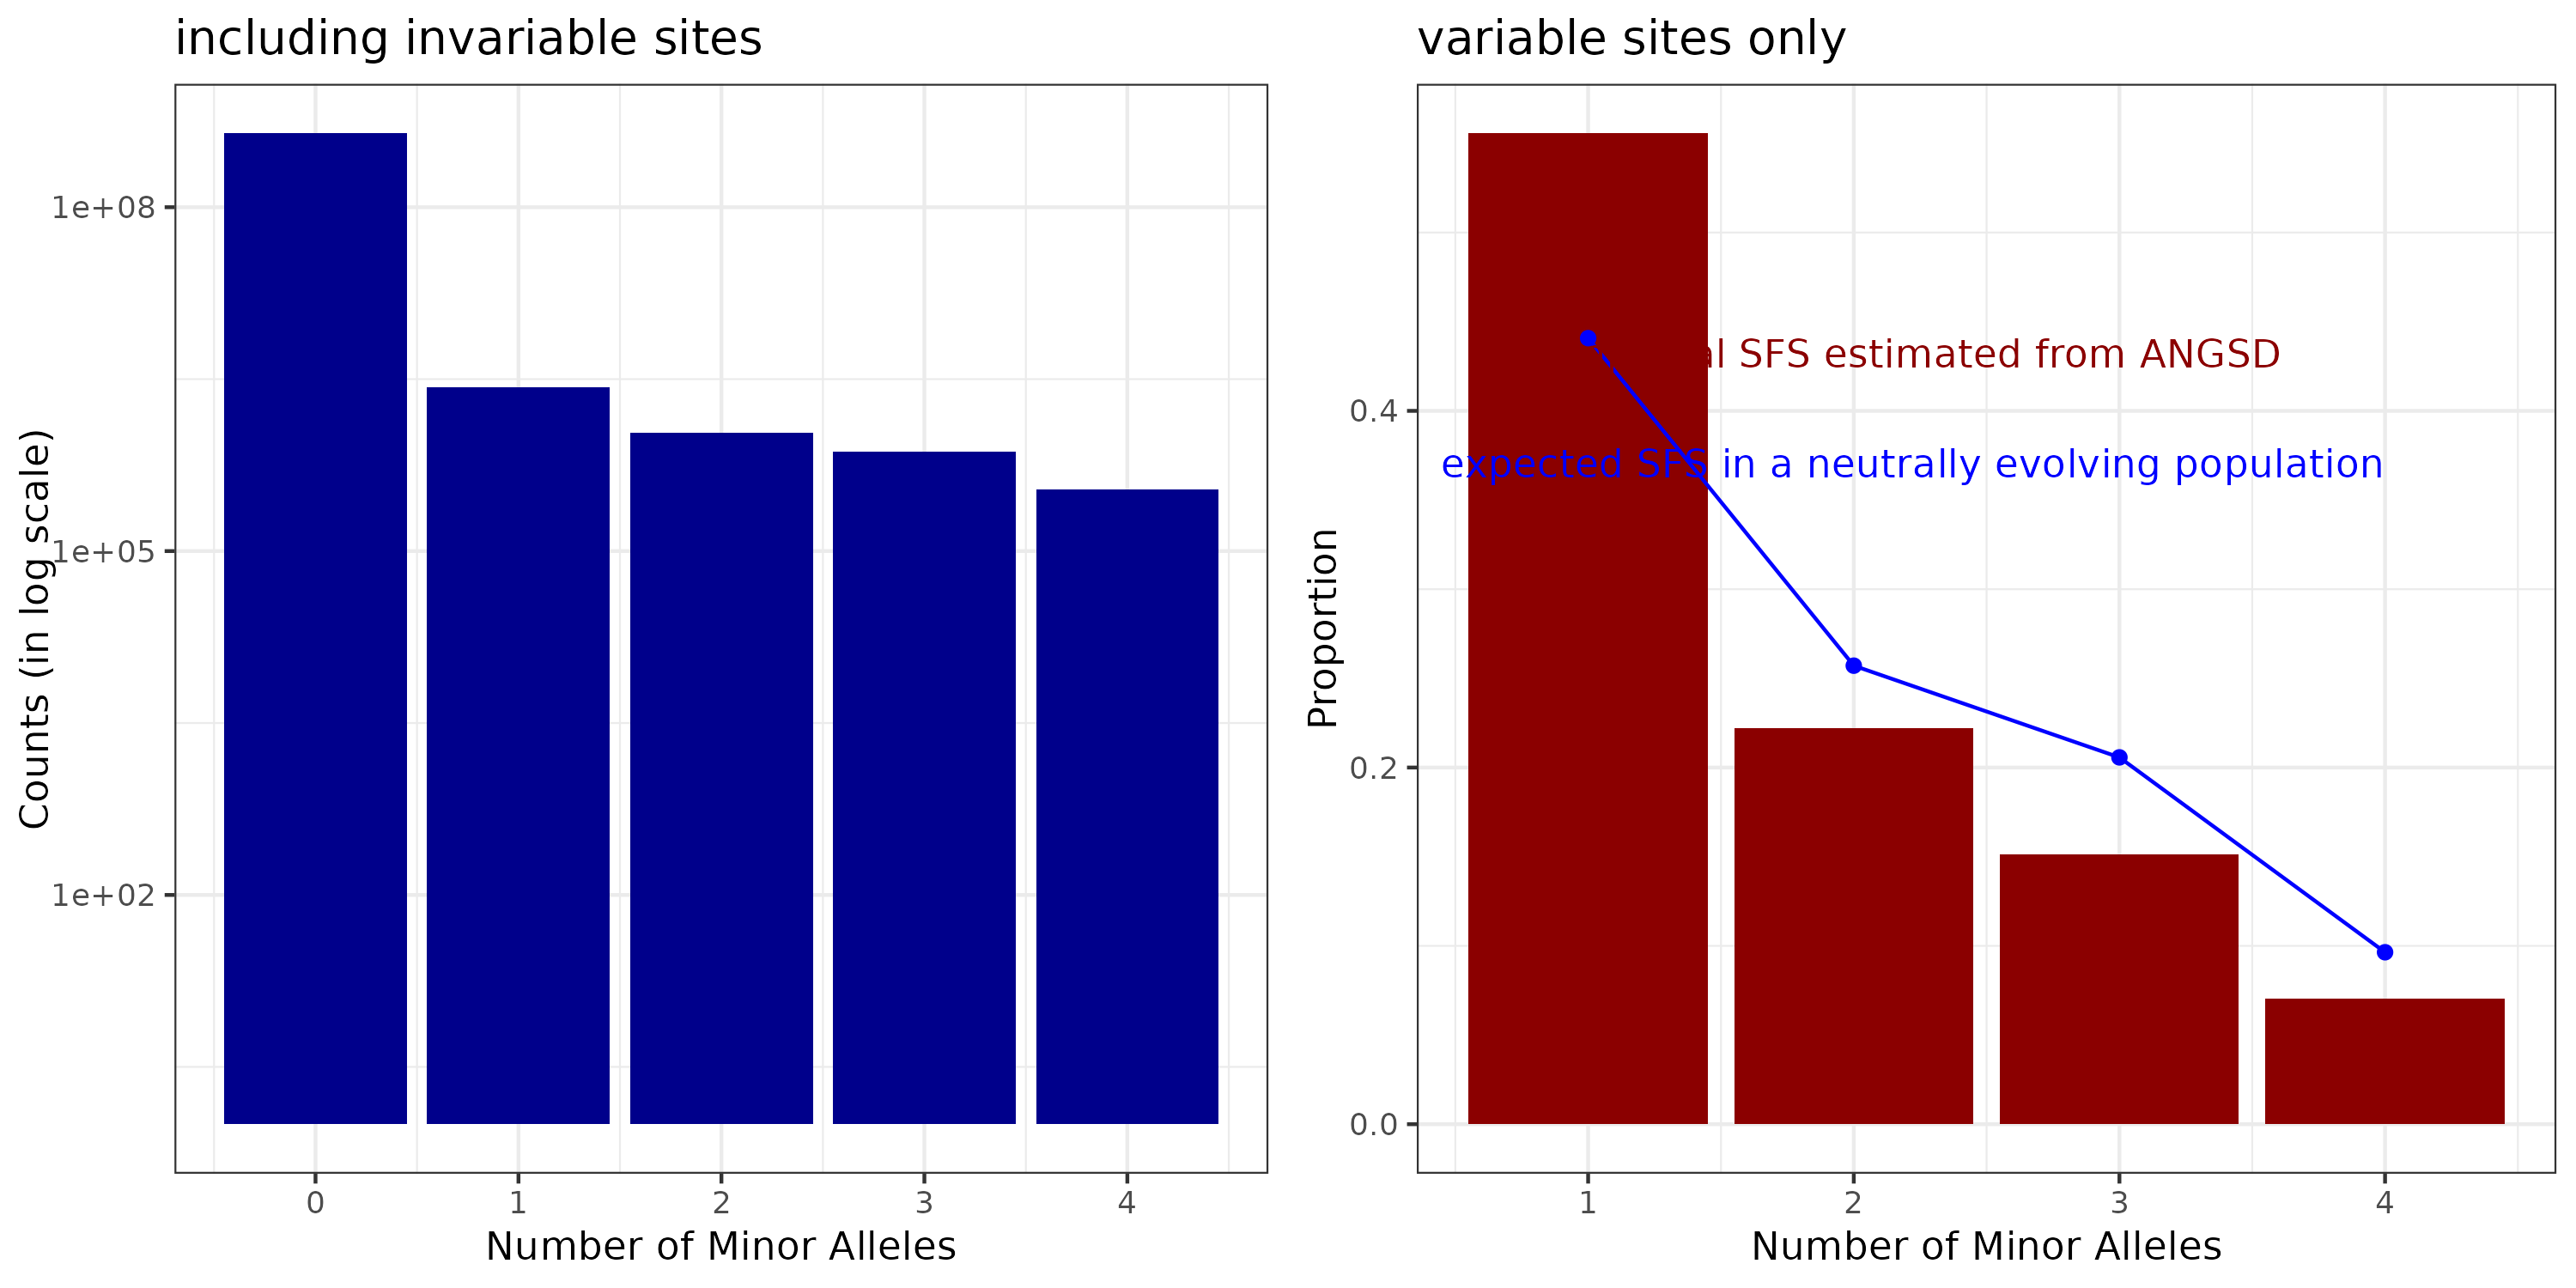 including invariable sites
Counts (in log scale)
1e+08
1e+05
1e+02
0 1 2 3 4
Number of Minor Alleles
variable sites only
Proportion
SFS estimated from ANGSD
0.4
expected SFS in a neutrally evolving population
0.2
0.0
1 2 3 4
Number of Minor Alleles